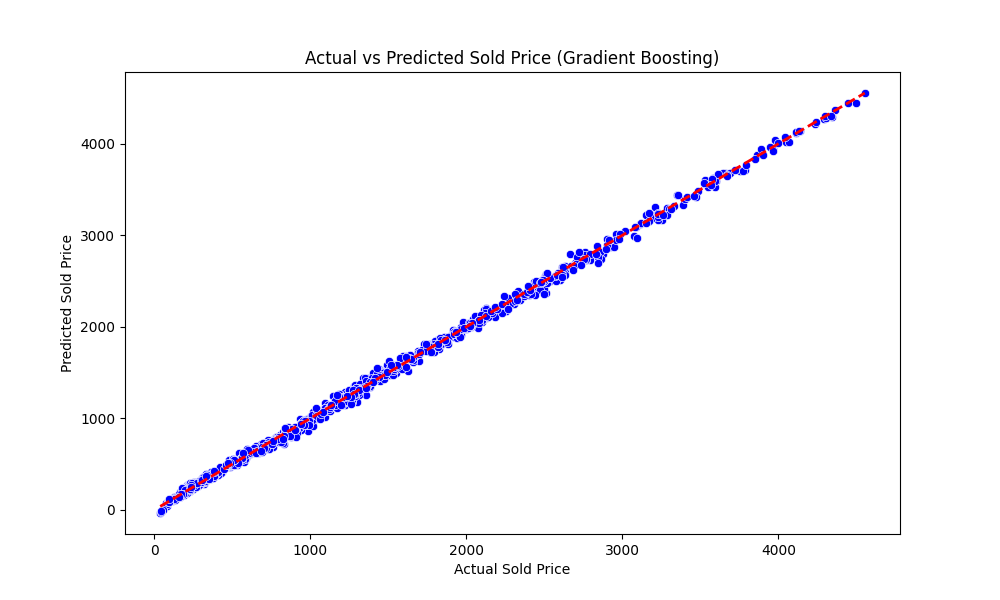 Actual vs Predicted Sold Price (Gradient Boosting)
4000
3000
2000
1000
0
Predicted Sold Price
0 1000 2000 3000 4000
Actual Sold Price